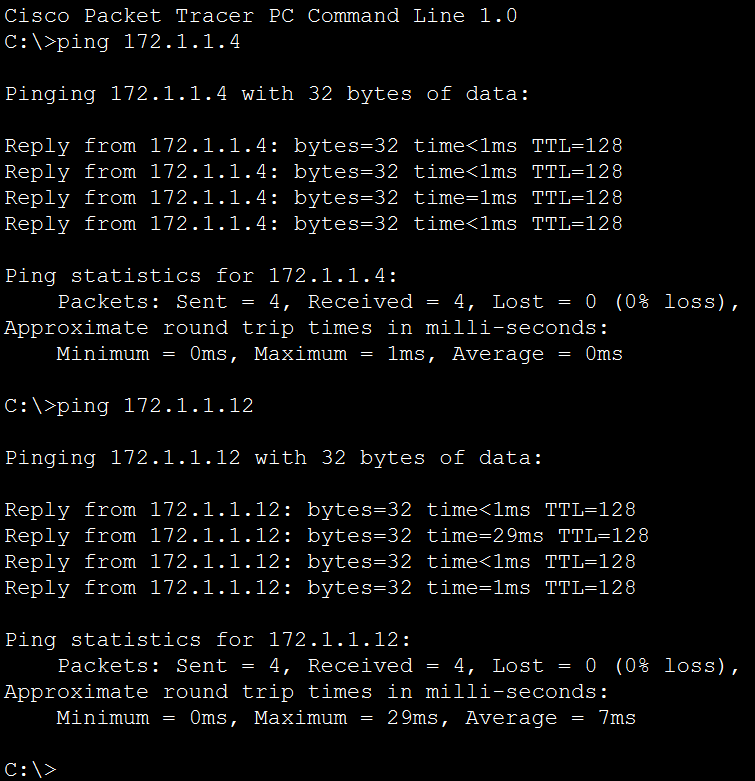 Cisco Packet Tracer PC Command Line 1.0
C:\>ping 172.1.1.4
Pinging 172.1.1.4 with 32 bytes of data:
Reply from 172.1.1.4: bytes=32 time<1ms TTL=128
Reply from 172.1.1.4: bytes=32 time<1ms TTL=128
Reply from 172.1.1.4: bytes=32 time=1ms TTL=128
Reply from 172.1.1.4: bytes=32 time<1ms TTL=128
Ping statistics for 172.1.1.4:
    Packets: Sent = 4, Received = 4, Lost = 0 (0% loss),
Approximate round trip times in milli-seconds:
    Minimum = 0ms, Maximum = 1ms, Average = 0ms
C:\>ping 172.1.1.12
Pinging 172.1.1.12 with 32 bytes of data:
Reply from 172.1.1.12: bytes=32 time<1ms TTL=128
Reply from 172.1.1.12: bytes=32 time=29ms TTL=128
Reply from 172.1.1.12: bytes=32 time<1ms TTL=128
Reply from 172.1.1.12: bytes=32 time=1ms TTL=128
Ping statistics for 172.1.1.12:
    Packets: Sent = 4, Received = 4, Lost = 0 (0% loss),
Approximate round trip times in milli-seconds:
    Minimum = 0ms, Maximum = 29ms, Average = 7ms
C:\>